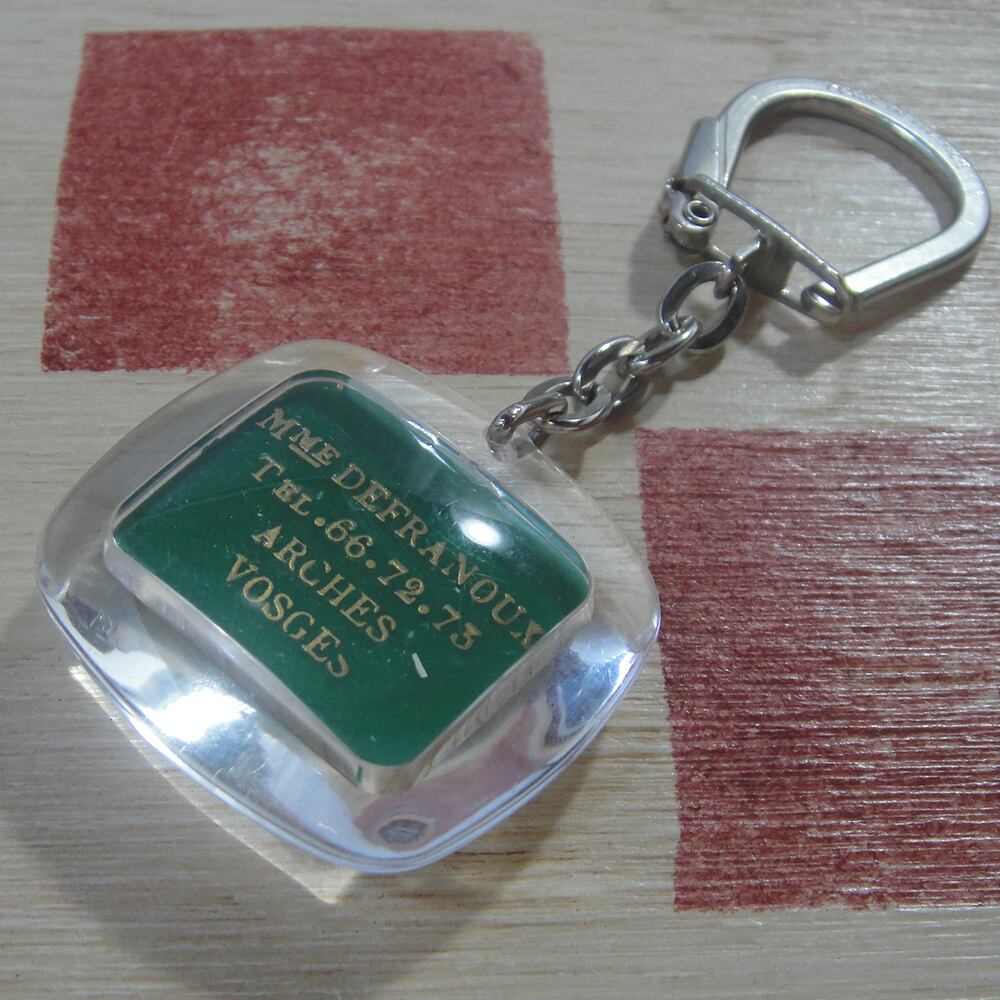 MME DEFRANOUX
TEL.66.72.73
ARCHES
VOSGES